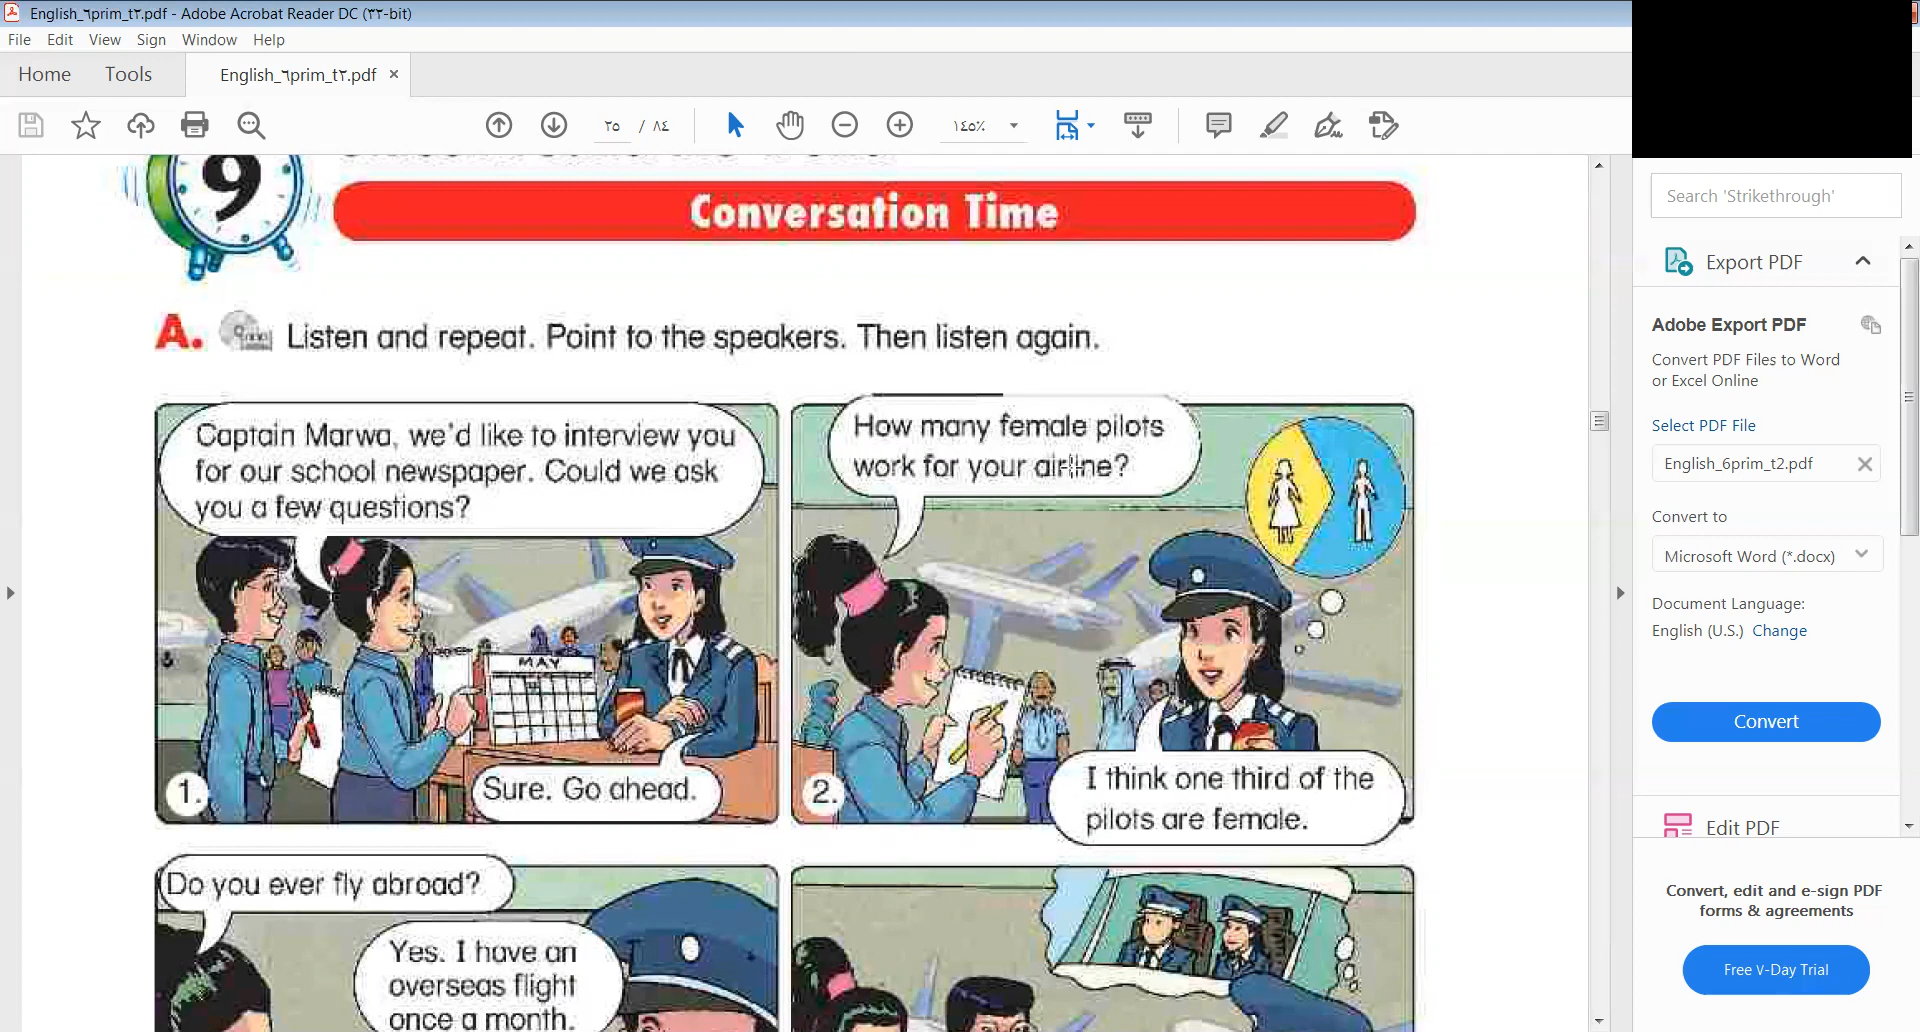 English_٦prim_t٢.pdf - Adobe Acrobat Reader DC (٣٢-bit)
File Edit View Sign Window Help
Home Tools English_٦prim_t٢.pdf ×
٢٥ / ٨٤ ١٤٥٪
9
Conversation Time
A. Listen and repeat. Point to the speakers. Then listen again.
Captain Marwa, we'd like to interview you
for our school newspaper. Could we ask
you a few questions?
MAY
Sure. Go ahead.
1.
How many female pilots
work for your airline?
I think one third of the
pilots are female.
2.
Do you ever fly abroad?
Yes. I have an
overseas flight
once a month.
Search 'Strikethrough'
Export PDF
Adobe Export PDF
Convert PDF Files to Word
or Excel Online
Select PDF File
English_6prim_t2.pdf
Convert to
Microsoft Word (*.docx)
Document Language:
English (U.S.) Change
Convert
Edit PDF
Convert, edit and e-sign PDF
forms & agreements
Free V-Day Trial